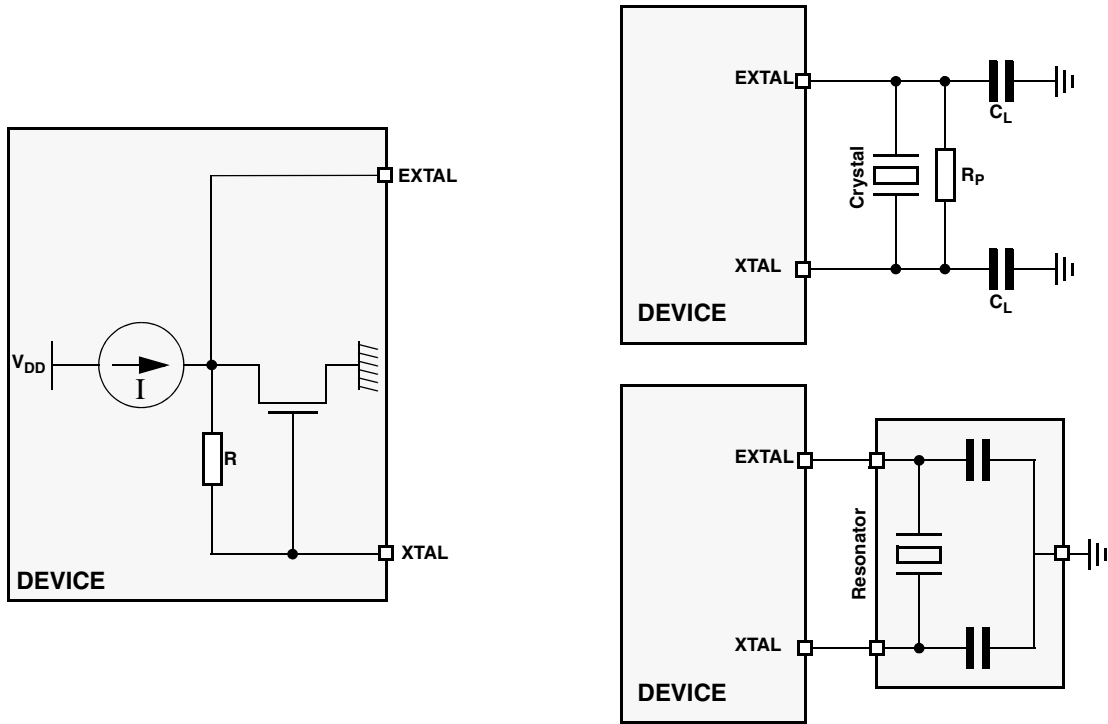 EXTAL
V_DD
I
R
XTAL
DEVICE
EXTAL
C_L
Crystal
R_P
XTAL
C_L
DEVICE
EXTAL
Resonator
XTAL
DEVICE